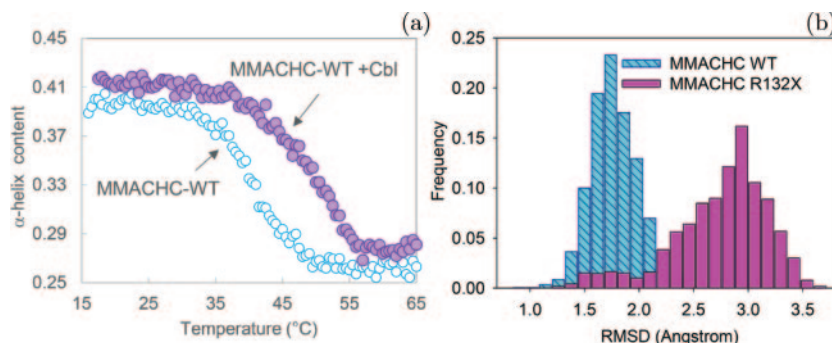 (a)
0.45
0.41
0.37
0.33
0.29
0.25
α-helix content
MMACHC-WT +Cbl
MMACHC-WT
15 25 35 45 55 65
Temperature (°C)
(b)
0.25
0.20
0.15
0.10
0.05
0.00
Frequency
MMACHC WT
MMACHC R132X
1.0 1.5 2.0 2.5 3.0 3.5
RMSD (Angstrom)